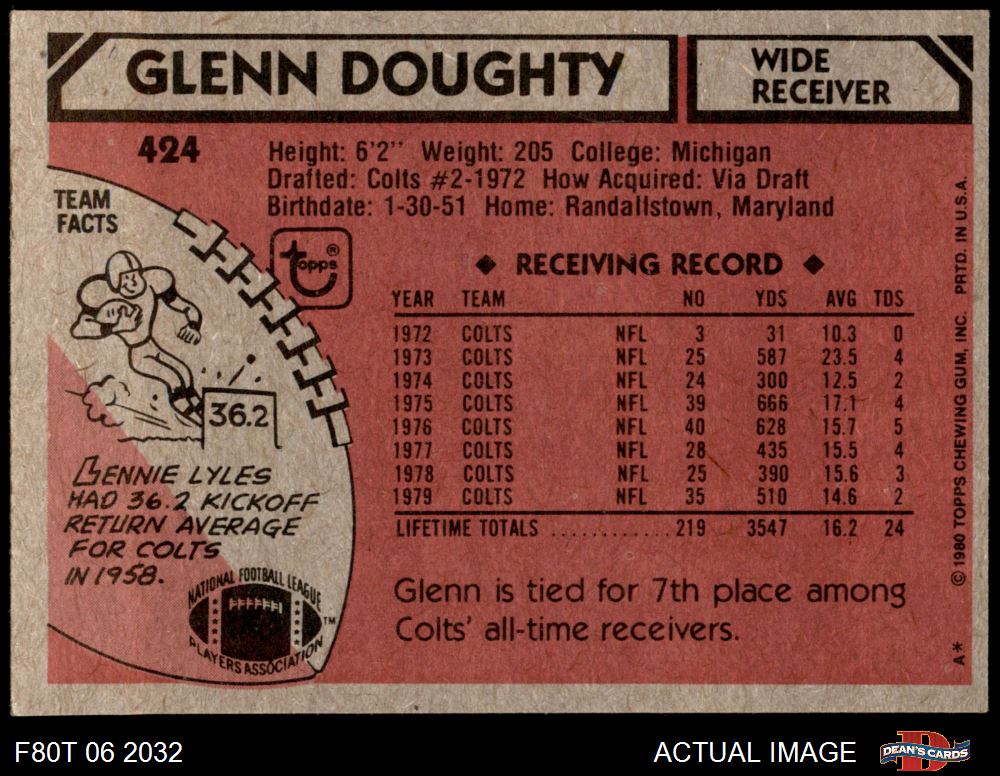 GLENN DOUGHTY
WIDE
RECEIVER
424
Height: 6'2" Weight: 205 College: Michigan
Drafted: Colts #2-1972 How Acquired: Via Draft
Birthdate: 1-30-51 Home: Randallstown, Maryland
TEAM
FACTS
topps®
36.2
BENNIE LYLES
HAD 36.2 KICKOFF
RETURN AVERAGE
FOR COLTS
IN 1958.
NATIONAL FOOTBALL LEAGUE
PLAYERS ASSOCIATION
TM
◆ RECEIVING RECORD ◆
YEAR TEAM NO YDS AVG TDS
1972 COLTS NFL 3 31 10.3 0
1973 COLTS NFL 25 587 23.5 4
1974 COLTS NFL 24 300 12.5 2
1975 COLTS NFL 39 666 17.1 4
1976 COLTS NFL 40 628 15.7 5
1977 COLTS NFL 28 435 15.5 4
1978 COLTS NFL 25 390 15.6 3
1979 COLTS NFL 35 510 14.6 2
LIFETIME TOTALS ............ 219 3547 16.2 24
Glenn is tied for 7th place among
Colts' all-time receivers.
A* © 1980 TOPPS CHEWING GUM, INC. PRTD. IN U.S.A.
F80T 06 2032
ACTUAL IMAGE
D
DEAN'S CARDS